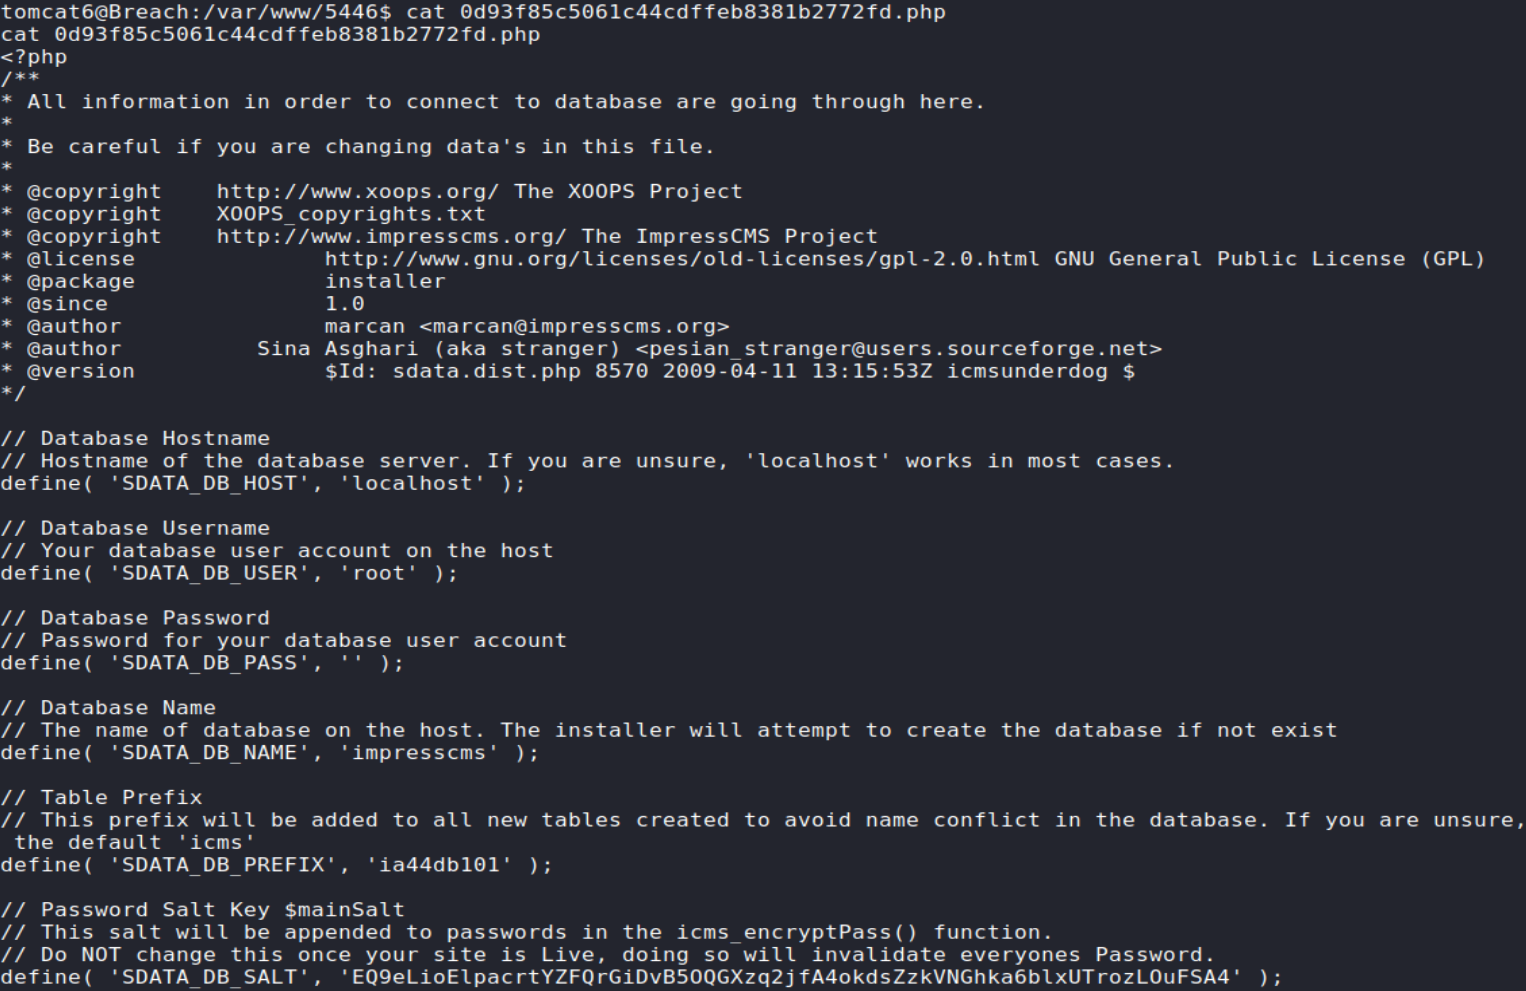 tomcat6@Breach:/var/www/5446$ cat 0d93f85c5061c44cdffeb8381b2772fd.php
cat 0d93f85c5061c44cdffeb8381b2772fd.php
<?php
/**
* All information in order to connect to database are going through here.
*
* Be careful if you are changing data's in this file.
*
* @copyright    http://www.xoops.org/ The XOOPS Project
* @copyright    XOOPS_copyrights.txt
* @copyright    http://www.impresscms.org/ The ImpressCMS Project
* @license              http://www.gnu.org/licenses/old-licenses/gpl-2.0.html GNU General Public License (GPL)
* @package              installer
* @since                1.0
* @author               marcan <marcan@impresscms.org>
* @author          Sina Asghari (aka stranger) <pesian_stranger@users.sourceforge.net>
* @version              $Id: sdata.dist.php 8570 2009-04-11 13:15:53Z icmsunderdog $
*/

// Database Hostname
// Hostname of the database server. If you are unsure, 'localhost' works in most cases.
define( 'SDATA_DB_HOST', 'localhost' );

// Database Username
// Your database user account on the host
define( 'SDATA_DB_USER', 'root' );

// Database Password
// Password for your database user account
define( 'SDATA_DB_PASS', '' );

// Database Name
// The name of database on the host. The installer will attempt to create the database if not exist
define( 'SDATA_DB_NAME', 'impresscms' );

// Table Prefix
// This prefix will be added to all new tables created to avoid name conflict in the database. If you are unsure,
 the default 'icms'
define( 'SDATA_DB_PREFIX', 'ia44db101' );

// Password Salt Key $mainSalt
// This salt will be appended to passwords in the icms_encryptPass() function.
// Do NOT change this once your site is Live, doing so will invalidate everyones Password.
define( 'SDATA_DB_SALT', 'EQ9eLioElpacrtYZFQrGiDvB5OQGXzq2jfA4okdsZzkVNGhka6blxUTrozLOuFSA4' );